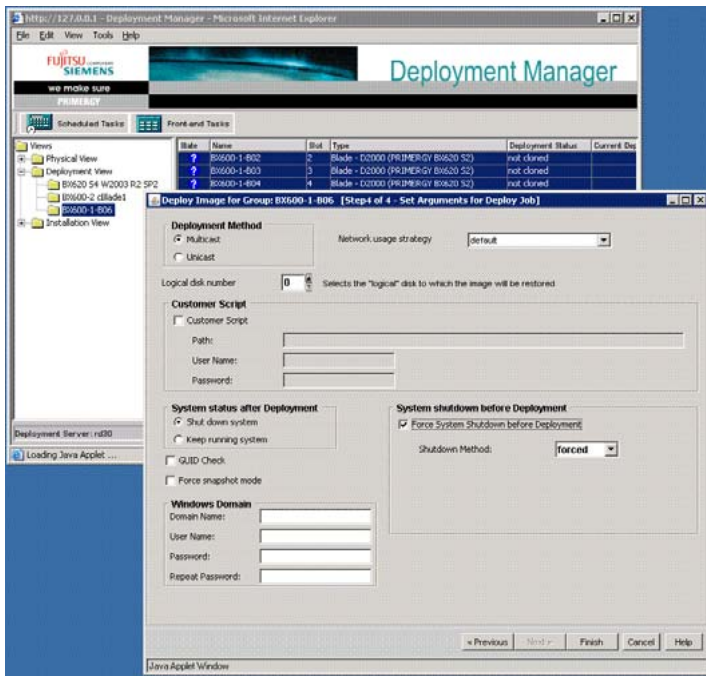 http://127.0.0.1 - Deployment Manager - Microsoft Internet Explorer
File Edit View Tools Help
FUJITSU COMPUTERS
SIEMENS
we make sure
PRIMERGY
Deployment Manager
Scheduled Tasks Front-end Tasks
Views
Physical View
Deployment View
BX620 S4 W2003 R2 SP2
BX600-2 cblade1
BX600-1-B06
Installation View
State Name Slot Type Deployment Status Current Dep
? BX600-1-B02 2 Blade - D2000 (PRIMERGY BX620 S2) not cloned
? BX600-1-B03 3 Blade - D2000 (PRIMERGY BX620 S2) not cloned
? BX600-1-B04 4 Blade - D2000 (PRIMERGY BX620 S2) not cloned
Deployment Server: rd30
Loading Java Applet ...
Deploy Image for Group: BX600-1-B06 [Step4 of 4 - Set Arguments for Deploy Job]
Deployment Method
Multicast
Unicast
Network usage strategy default
Logical disk number 0 Selects the "logical" disk to which the image will be restored
Customer Script
Customer Script
Path:
User Name:
Password:
System status after Deployment
Shut down system
Keep running system
System shutdown before Deployment
Force System Shutdown before Deployment
Shutdown Method: forced
GUID Check
Force snapshot mode
Windows Domain
Domain Name:
User Name:
Password:
Repeat Password:
« Previous Next » Finish Cancel Help
Java Applet Window